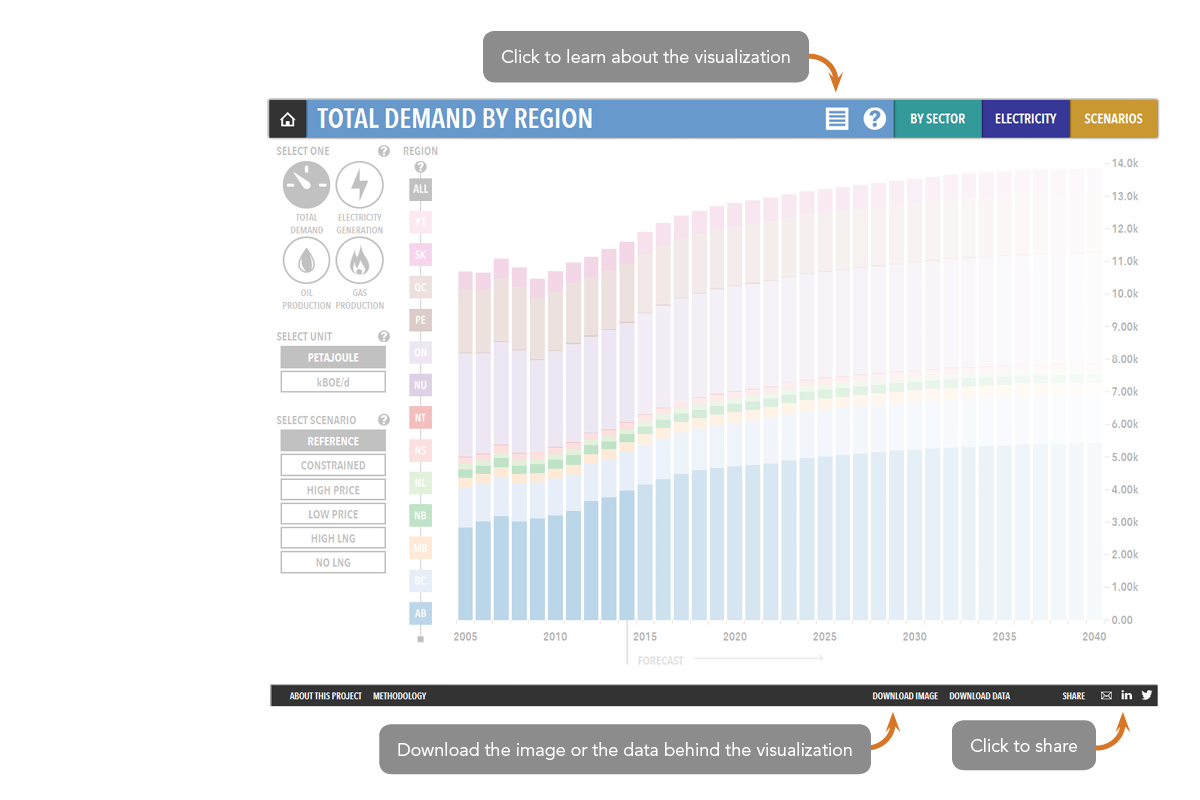 Click to learn about the visualization
TOTAL DEMAND BY REGION
?
BY SECTOR
ELECTRICITY
SCENARIOS
SELECT ONE
?
TOTAL
DEMAND
ELECTRICITY
GENERATION
OIL
PRODUCTION
GAS
PRODUCTION
SELECT UNIT
?
PETAJOULE
kBOE/d
SELECT SCENARIO
?
REFERENCE
CONSTRAINED
HIGH PRICE
LOW PRICE
HIGH LNG
NO LNG
REGION
?
ALL
YT
SK
QC
PE
ON
NU
NT
NS
NL
NB
MB
BC
AB
14.0k
13.0k
12.0k
11.0k
10.0k
9.00k
8.00k
7.00k
6.00k
5.00k
4.00k
3.00k
2.00k
1.00k
0.00
2005
2010
2015
2020
2025
2030
2035
2040
FORECAST
ABOUT THIS PROJECT
METHODOLOGY
DOWNLOAD IMAGE
DOWNLOAD DATA
SHARE
in
Download the image or the data behind the visualization
Click to share